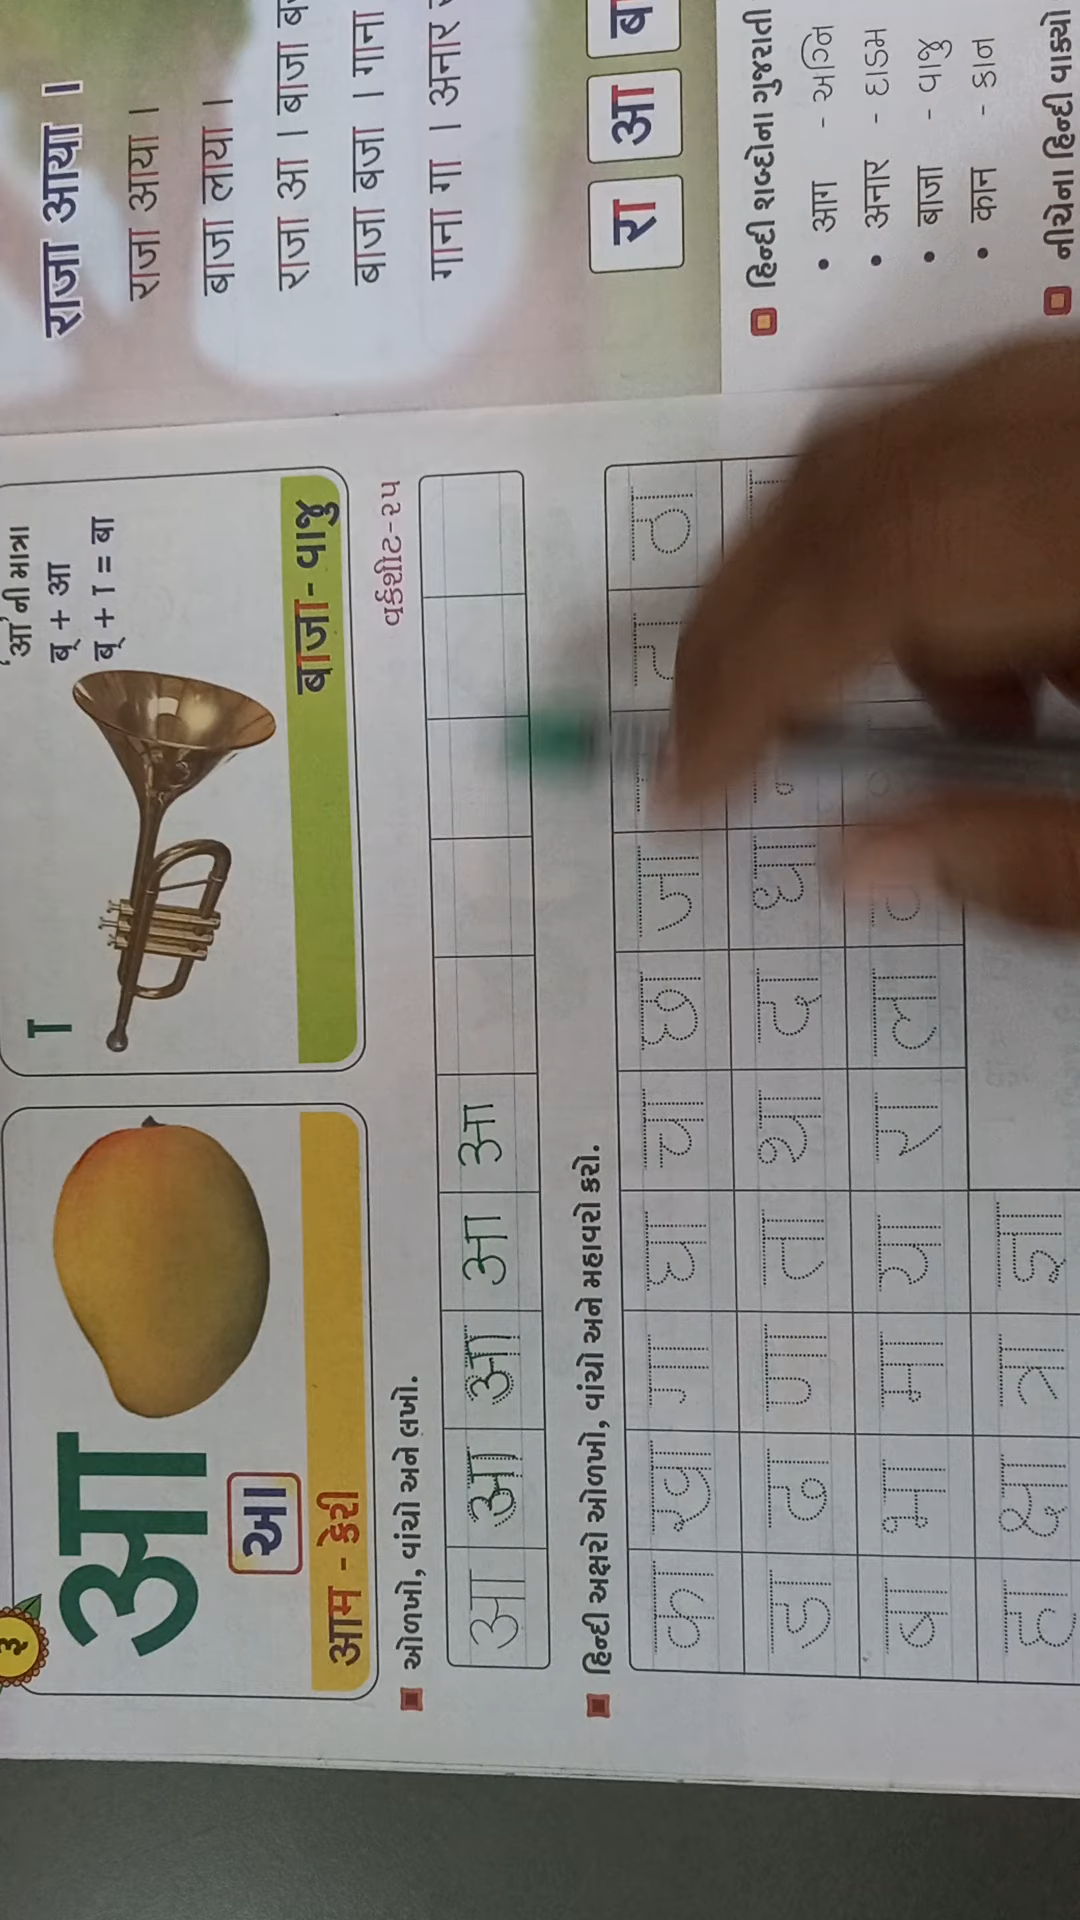 ३
आ
અા
आम - કેરી
ा
'आ'ની માત્રા
ब् + आ
ब् + ा = बा
बाजा - વાજુ
વર્કશીટ-૨૫
ઓળખો, વાંચો અને લખો.
आ आ आ आ आ
હિન્દી અક્ષરો ઓળખો, વાંચો અને મહાવરો કરો.
का खा गा घा चा छा जा ठा
डा ढा णा ता था दा धा
बा भा मा या रा ला
हा क्षा त्रा ज्ञा
राजा आया ।
राजा आया ।
बाजा लाया ।
राजा आ । बाजा
बाजा बजा । गाना
गाना गा । अनार
रा आ
હિન્દી શબ્દોના ગુજરાતી
• आग - અગ્નિ
• अनार - દાડમ
• बाजा - વાજુ
• कान - કાન
નીચેના હિન્દી વાક્યો